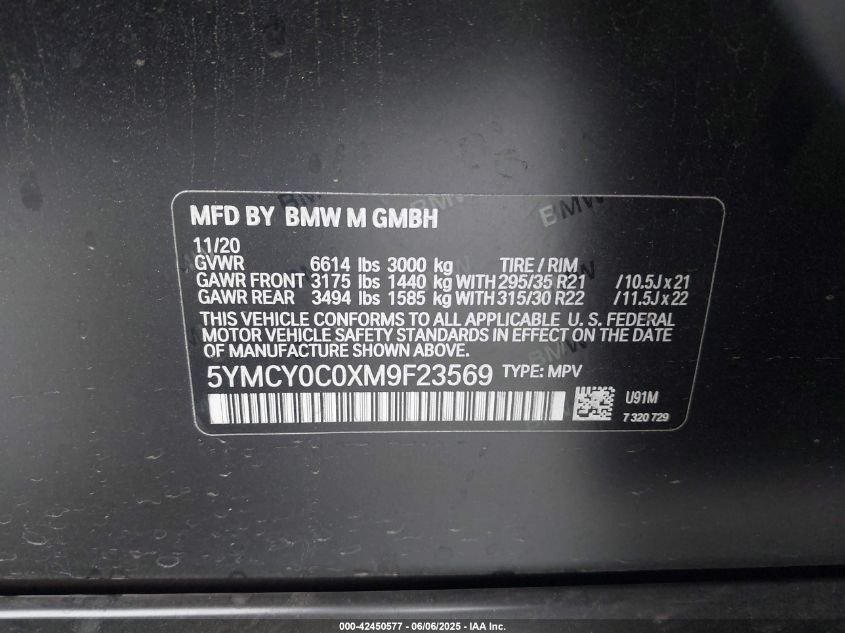 MFD BY BMW M GMBH
11/20
GVWR 6614 lbs 3000 kg TIRE / RIM
GAWR FRONT 3175 lbs 1440 kg WITH 295/35 R21 /10.5J x 21
GAWR REAR 3494 lbs 1585 kg WITH 315/30 R22 /11.5J x 22
THIS VEHICLE CONFORMS TO ALL APPLICABLE U. S. FEDERAL
MOTOR VEHICLE SAFETY STANDARDS IN EFFECT ON THE DATE
OF MANUFACTURE SHOWN ABOVE.
5YMCY0C0XM9F23569 TYPE: MPV
U91M
7 320 729
000-42450577 - 06/06/2025 - IAA Inc.